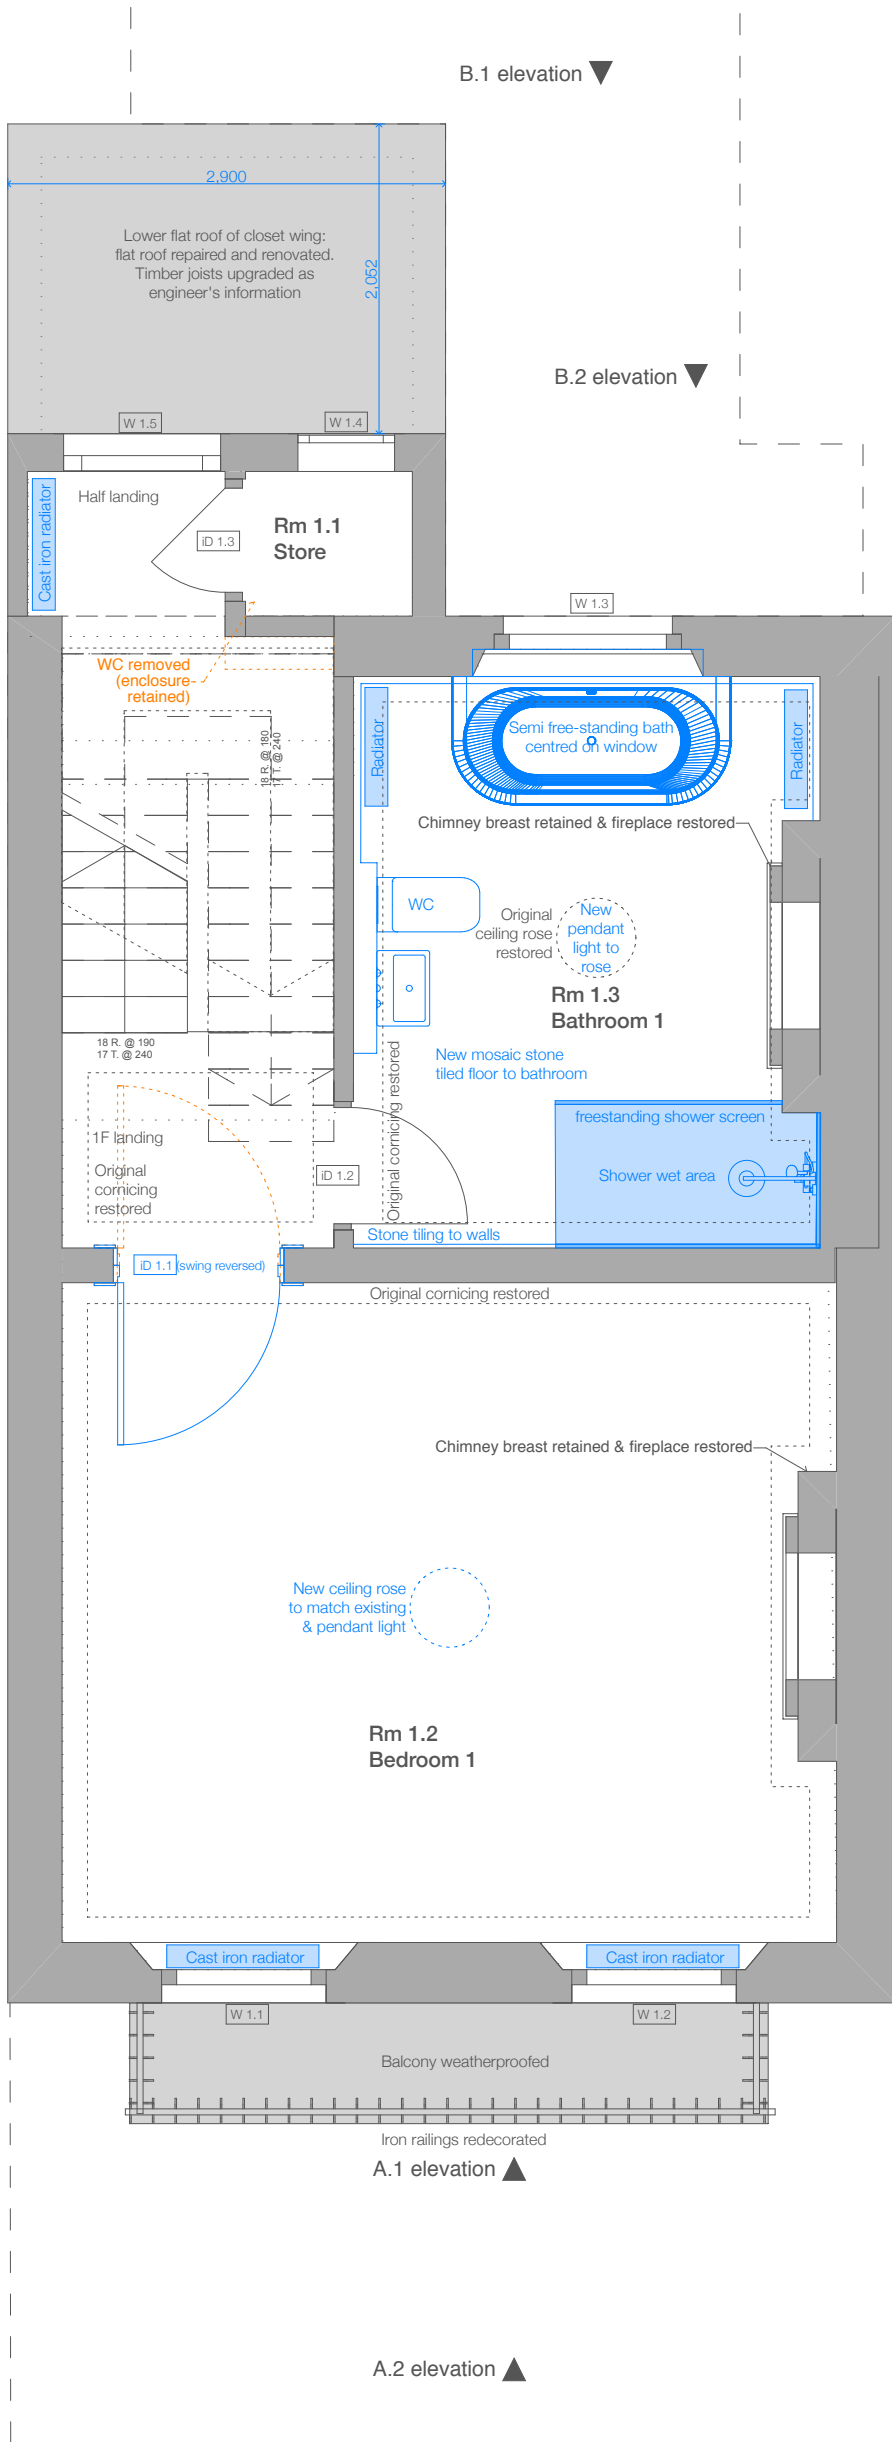 B.1 elevation
2,900
Lower flat roof of closet wing:
flat roof repaired and renovated.
Timber joists upgraded as
engineer's information
2,052
B.2 elevation
W 1.5
W 1.4
Half landing
Cast iron radiator
iD 1.3
Rm 1.1
Store
W 1.3
WC removed
(enclosure
retained)
18 R. @ 180
17 T. @ 240
Radiator
Semi free-standing bath
centred on window
Radiator
Chimney breast retained & fireplace restored
WC
Original
ceiling rose
restored
New
pendant
light to
rose
Rm 1.3
Bathroom 1
18 R. @ 190
17 T. @ 240
New mosaic stone
tiled floor to bathroom
Original cornicing restored
freestanding shower screen
1F landing
Original
cornicing
restored
iD 1.2
Shower wet area
Stone tiling to walls
iD 1.1 (swing reversed)
Original cornicing restored
Chimney breast retained & fireplace restored
New ceiling rose
to match existing
& pendant light
Rm 1.2
Bedroom 1
Cast iron radiator
Cast iron radiator
W 1.1
W 1.2
Balcony weatherproofed
Iron railings redecorated
A.1 elevation
A.2 elevation